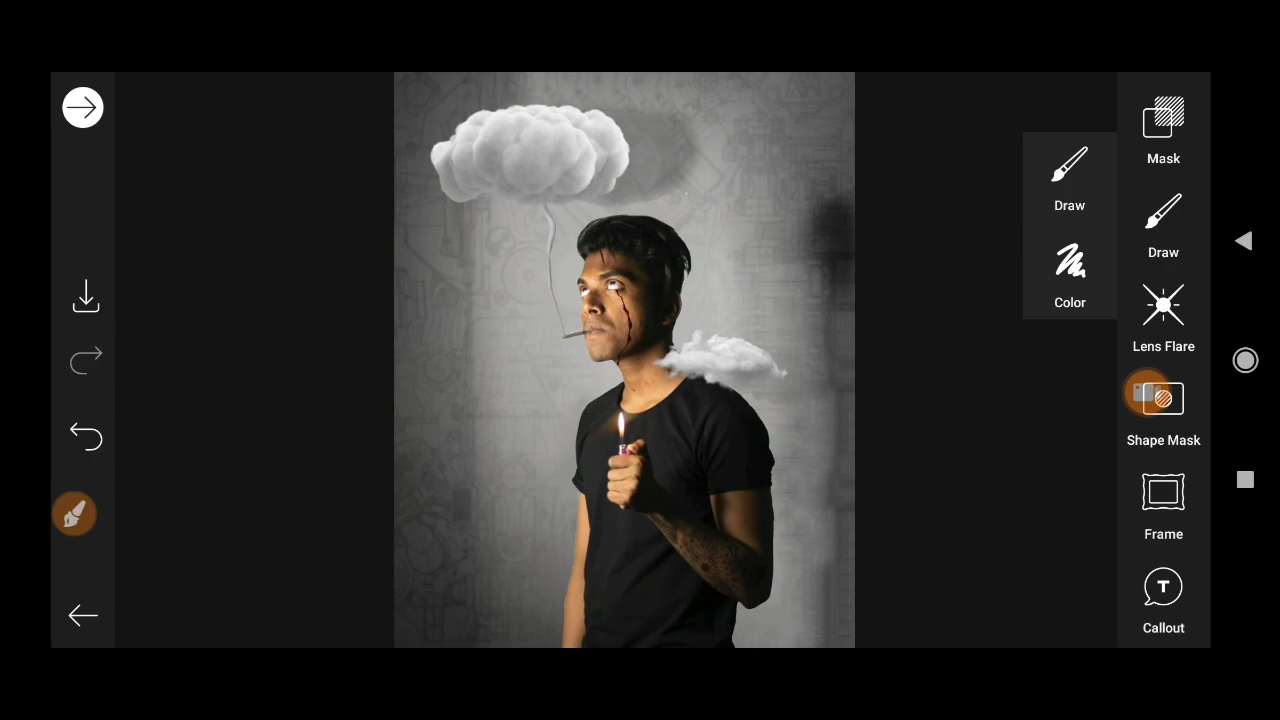 Mask
Draw
Draw
Color
Lens Flare
Shape Mask
Frame
T
Callout